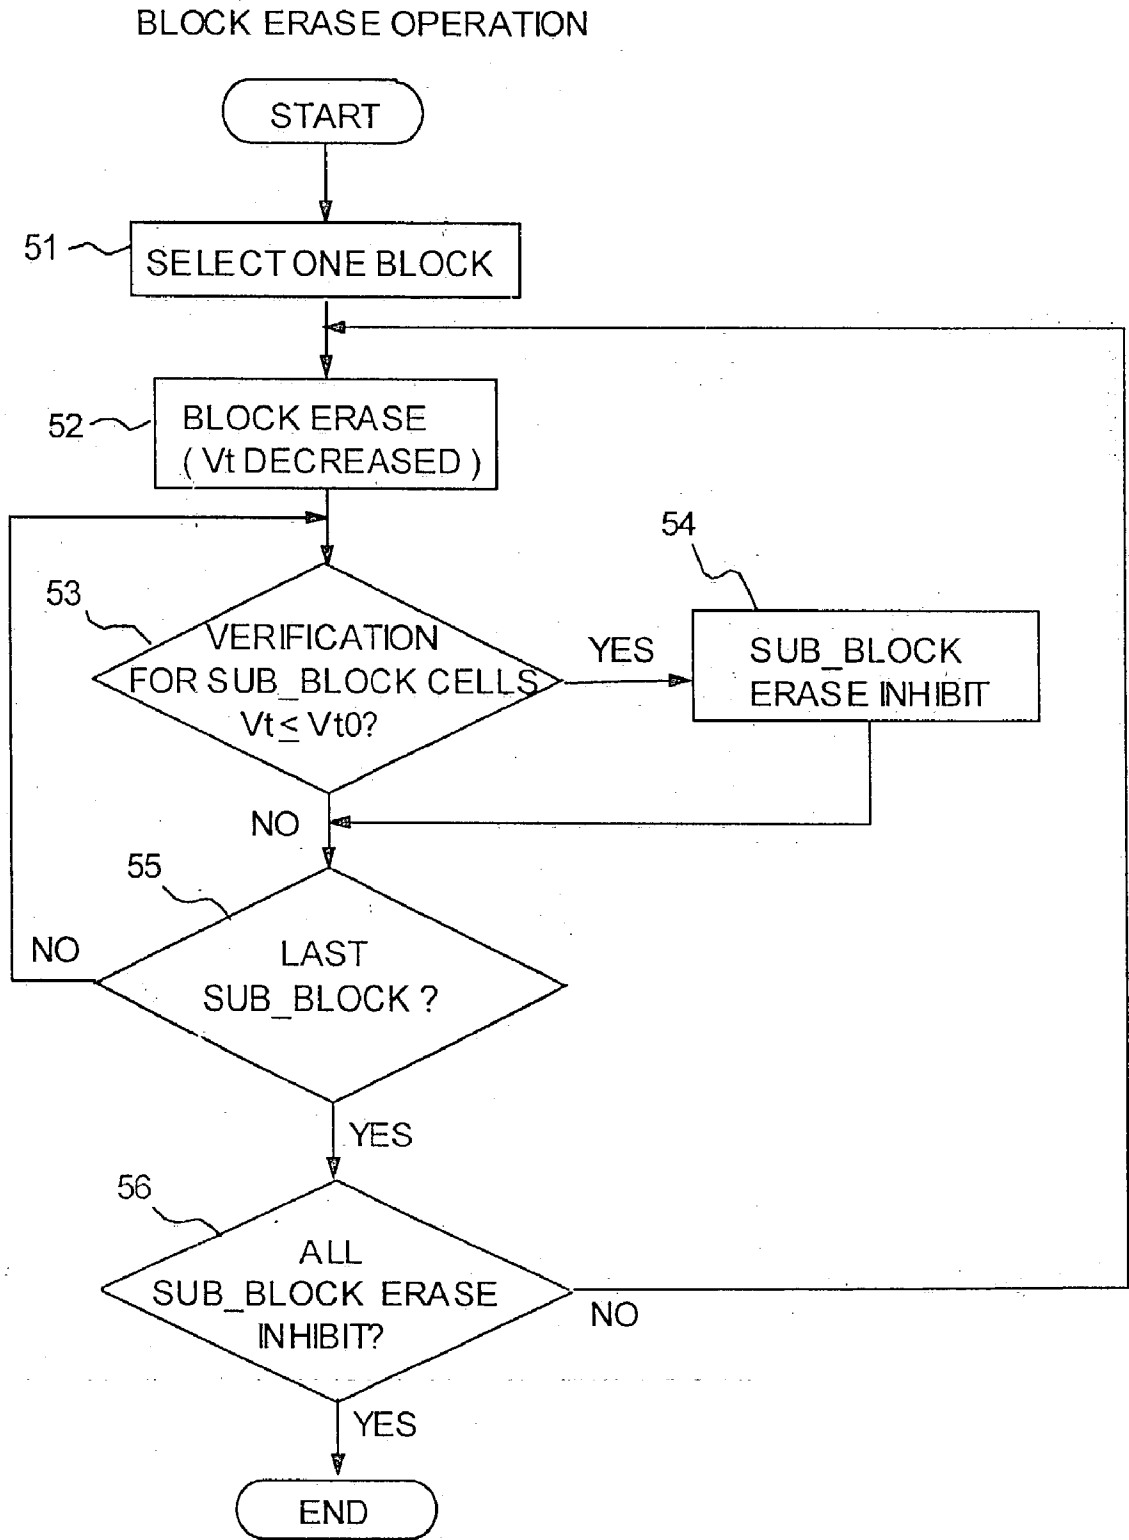 BLOCK ERASE OPERATION
START
51
SELECT ONE BLOCK
52
BLOCK ERASE
( Vt DECREASED )
54
53
VERIFICATION
FOR SUB_BLOCK CELLS
Vt ≤ Vt0?
YES
SUB_BLOCK
ERASE INHIBIT
NO
55
NO
LAST
SUB_BLOCK ?
YES
56
ALL
SUB_BLOCK ERASE
INHIBIT?
NO
YES
END